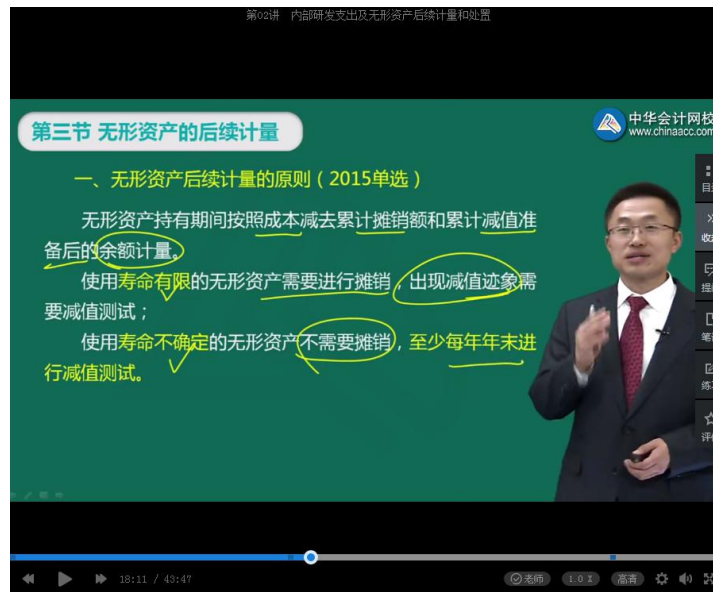 第02讲 内部研发支出及无形资产后续计量和处置
第三节 无形资产的后续计量
中华会计网校
www.chinaacc.com
一、无形资产后续计量的原则（2015单选）
无形资产持有期间按照成本减去累计摊销额和累计减值准
备后的余额计量。
使用寿命有限的无形资产需要进行摊销，出现减值迹象需
要减值测试；
使用寿命不确定的无形资产不需要摊销，至少每年年末进
行减值测试。
18:11 / 43:47
老师
1.0 X
高清